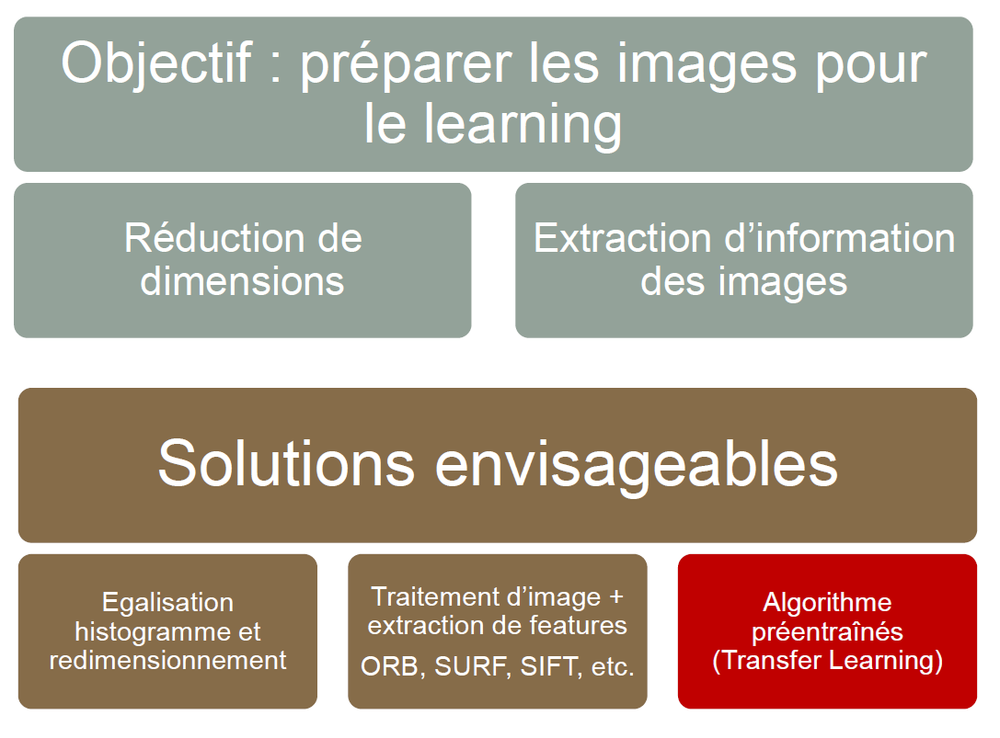 Objectif : préparer les images pour
le learning
Réduction de
dimensions
Extraction d’information
des images
Solutions envisageables
Egalisation
histogramme et
redimensionnement
Traitement d’image +
extraction de features
ORB, SURF, SIFT, etc.
Algorithme
préentraînés
(Transfer Learning)